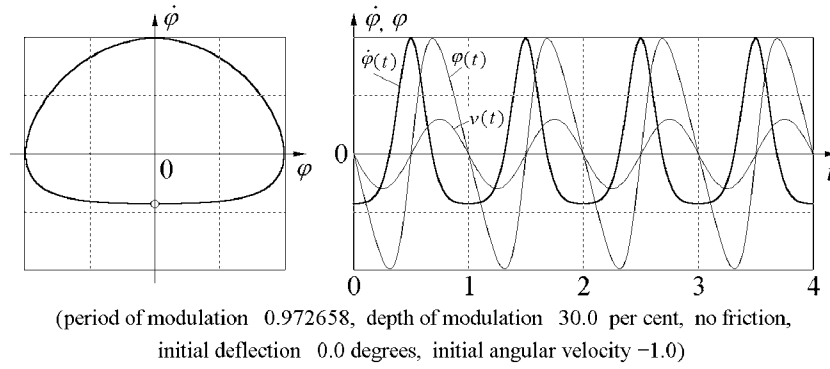 φ̇
φ̇, φ
φ̇(t)
φ(t)
v(t)
0
φ
0
t
0
1
2
3
4
(period of modulation 0.972658, depth of modulation 30.0 per cent, no friction,
initial deflection 0.0 degrees, initial angular velocity −1.0)